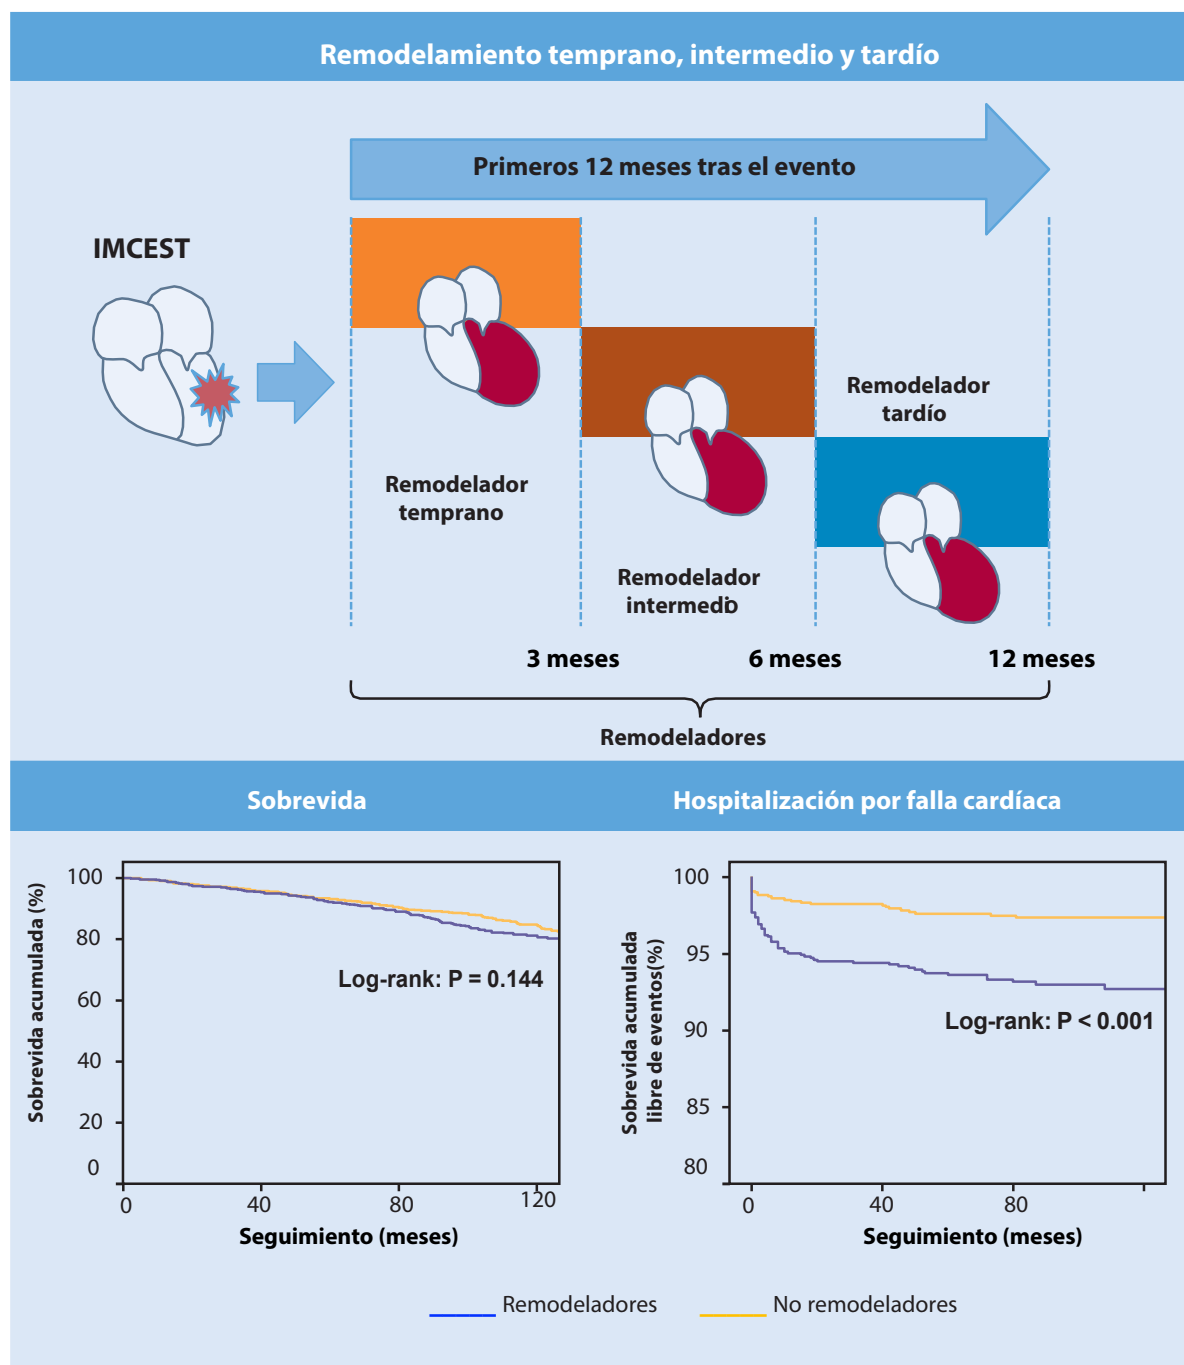 Remodelamiento temprano, intermedio y tardío
Primeros 12 meses tras el evento
IMCEST
Remodelador
tardío
Remodelador
temprano
Remodelador
intermedio
3 meses
6 meses
12 meses
Remodeladores
Sobrevida
Hospitalización por falla cardíaca
Sobrevida acumulada (%)
100
80
60
40
20
0
Log-rank: P = 0.144
0
40
80
120
Seguimiento (meses)
Sobrevida acumulada
libre de eventos(%)
100
95
90
85
80
Log-rank: P < 0.001
0
40
80
Seguimiento (meses)
Remodeladores
No remodeladores